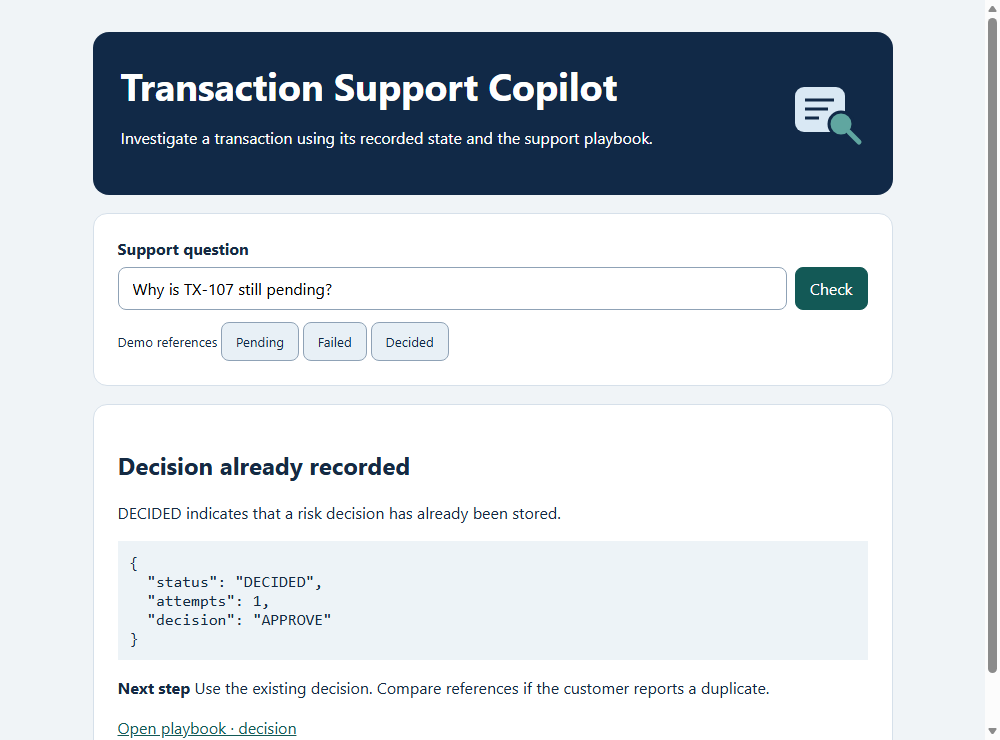 Transaction Support Copilot
Investigate a transaction using its recorded state and the support playbook.
Support question
Why is TX-107 still pending?
Check
Demo references
Pending
Failed
Decided
Decision already recorded
DECIDED indicates that a risk decision has already been stored.
{
  "status": "DECIDED",
  "attempts": 1,
  "decision": "APPROVE"
}
Next step Use the existing decision. Compare references if the customer reports a duplicate.
Open playbook · decision